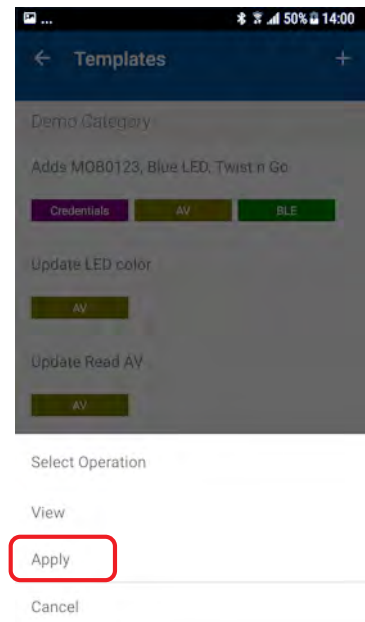 ... 50% 14:00
Templates
Demo Category
Adds MOB0123, Blue LED, Twist n Go
Credentials AV BLE
Update LED color
AV
Update Read AV
AV
Select Operation
View
Apply
Cancel